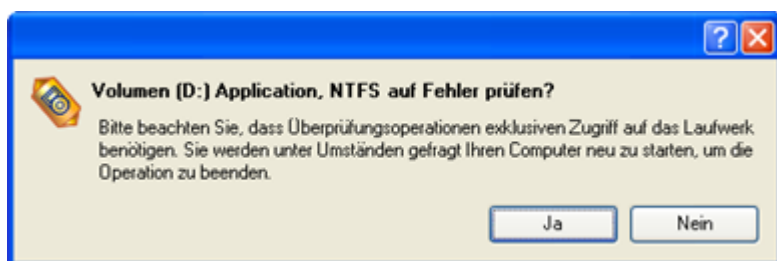 Volumen (D:) Application, NTFS auf Fehler prüfen?
Bitte beachten Sie, dass Überprüfungsoperationen exklusiven Zugriff auf das Laufwerk
benötigen. Sie werden unter Umständen gefragt Ihren Computer neu zu starten, um die
Operation zu beenden.
Ja
Nein